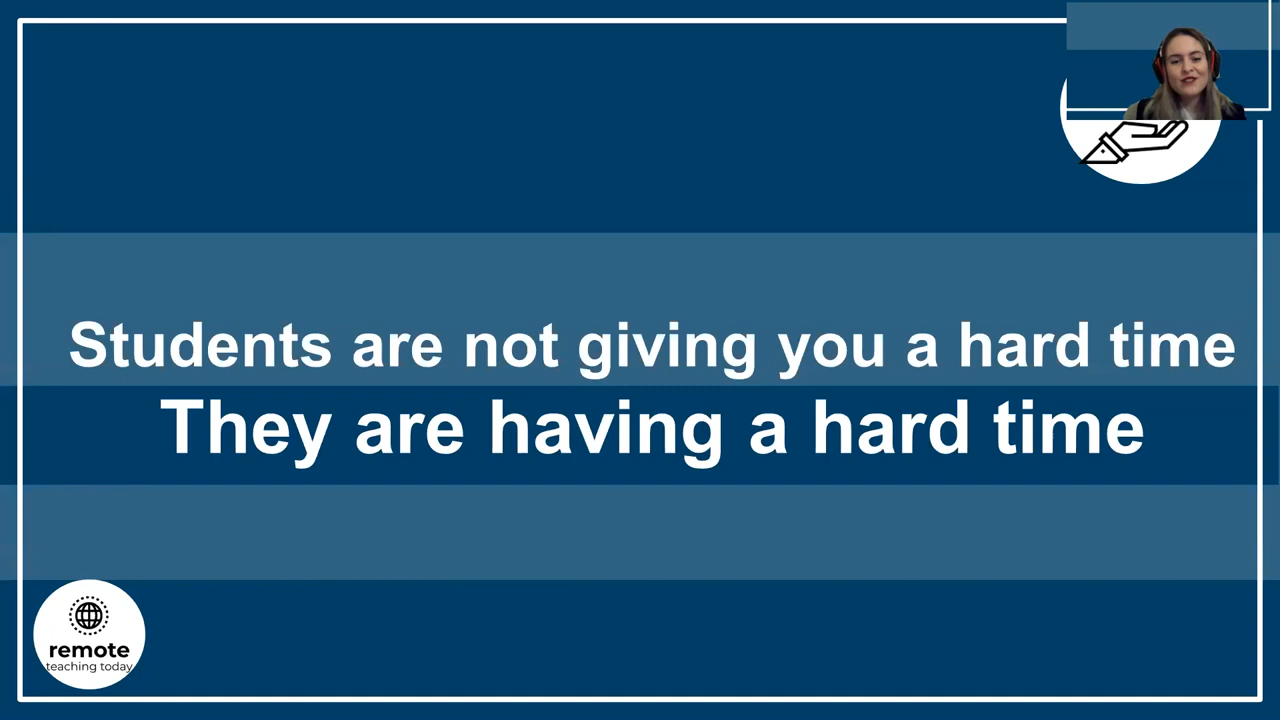 Students are not giving you a hard time
They are having a hard time
remote
teaching today